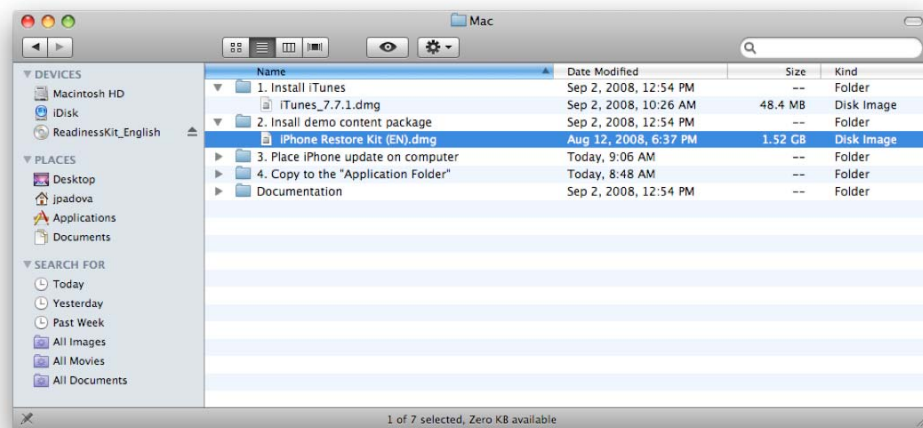 Mac
DEVICES
Macintosh HD
iDisk
ReadinessKit_English
PLACES
Desktop
jpadova
Applications
Documents
SEARCH FOR
Today
Yesterday
Past Week
All Images
All Movies
All Documents
Name Date Modified Size Kind
1. Install iTunes Sep 2, 2008, 12:54 PM -- Folder
iTunes_7.7.1.dmg Sep 2, 2008, 10:26 AM 48.4 MB Disk Image
2. Insall demo content package Sep 2, 2008, 12:54 PM -- Folder
iPhone Restore Kit (EN).dmg Aug 12, 2008, 6:37 PM 1.52 GB Disk Image
3. Place iPhone update on computer Today, 9:06 AM -- Folder
4. Copy to the "Application Folder" Today, 8:48 AM -- Folder
Documentation Sep 2, 2008, 12:54 PM -- Folder
1 of 7 selected, Zero KB available